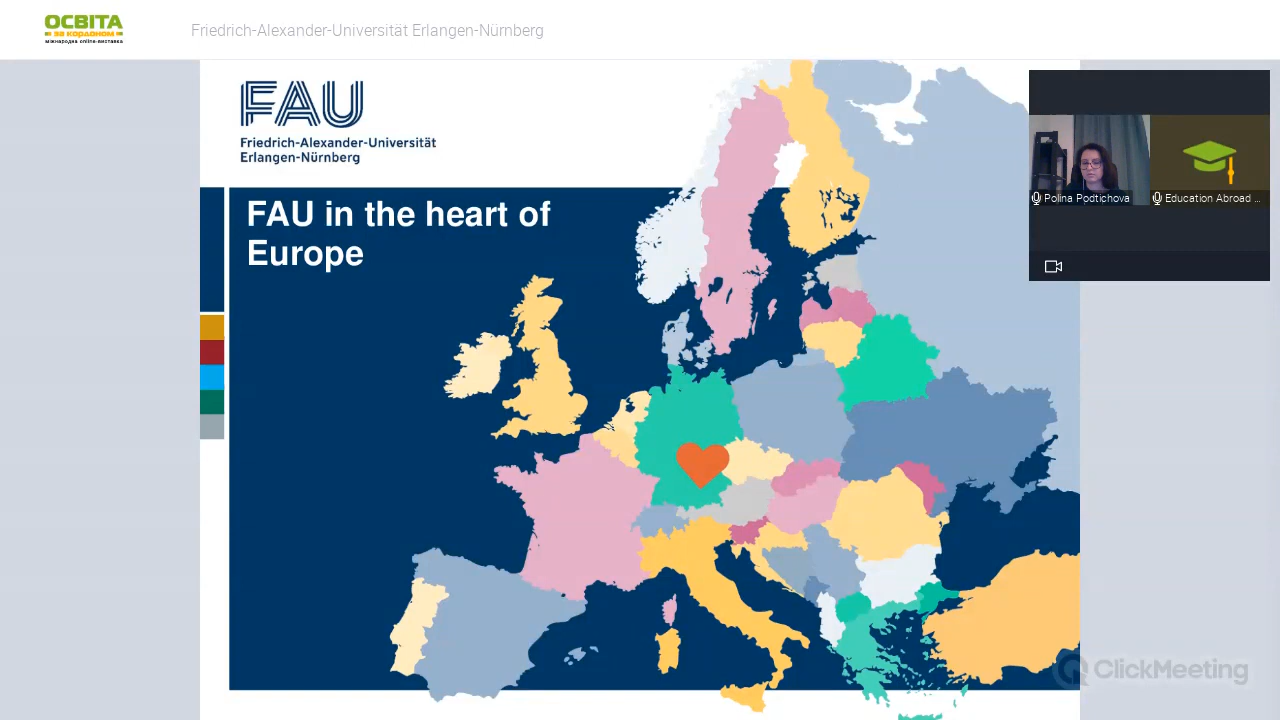 ОСВІТА
ЗА КОРДОНОМ
міжнародна online-виставка
Friedrich-Alexander-Universität Erlangen-Nürnberg
FAU
Friedrich-Alexander-Universität
Erlangen-Nürnberg
FAU in the heart of
Europe
Polina Podtichova
Education Abroad ...
ClickMeeting